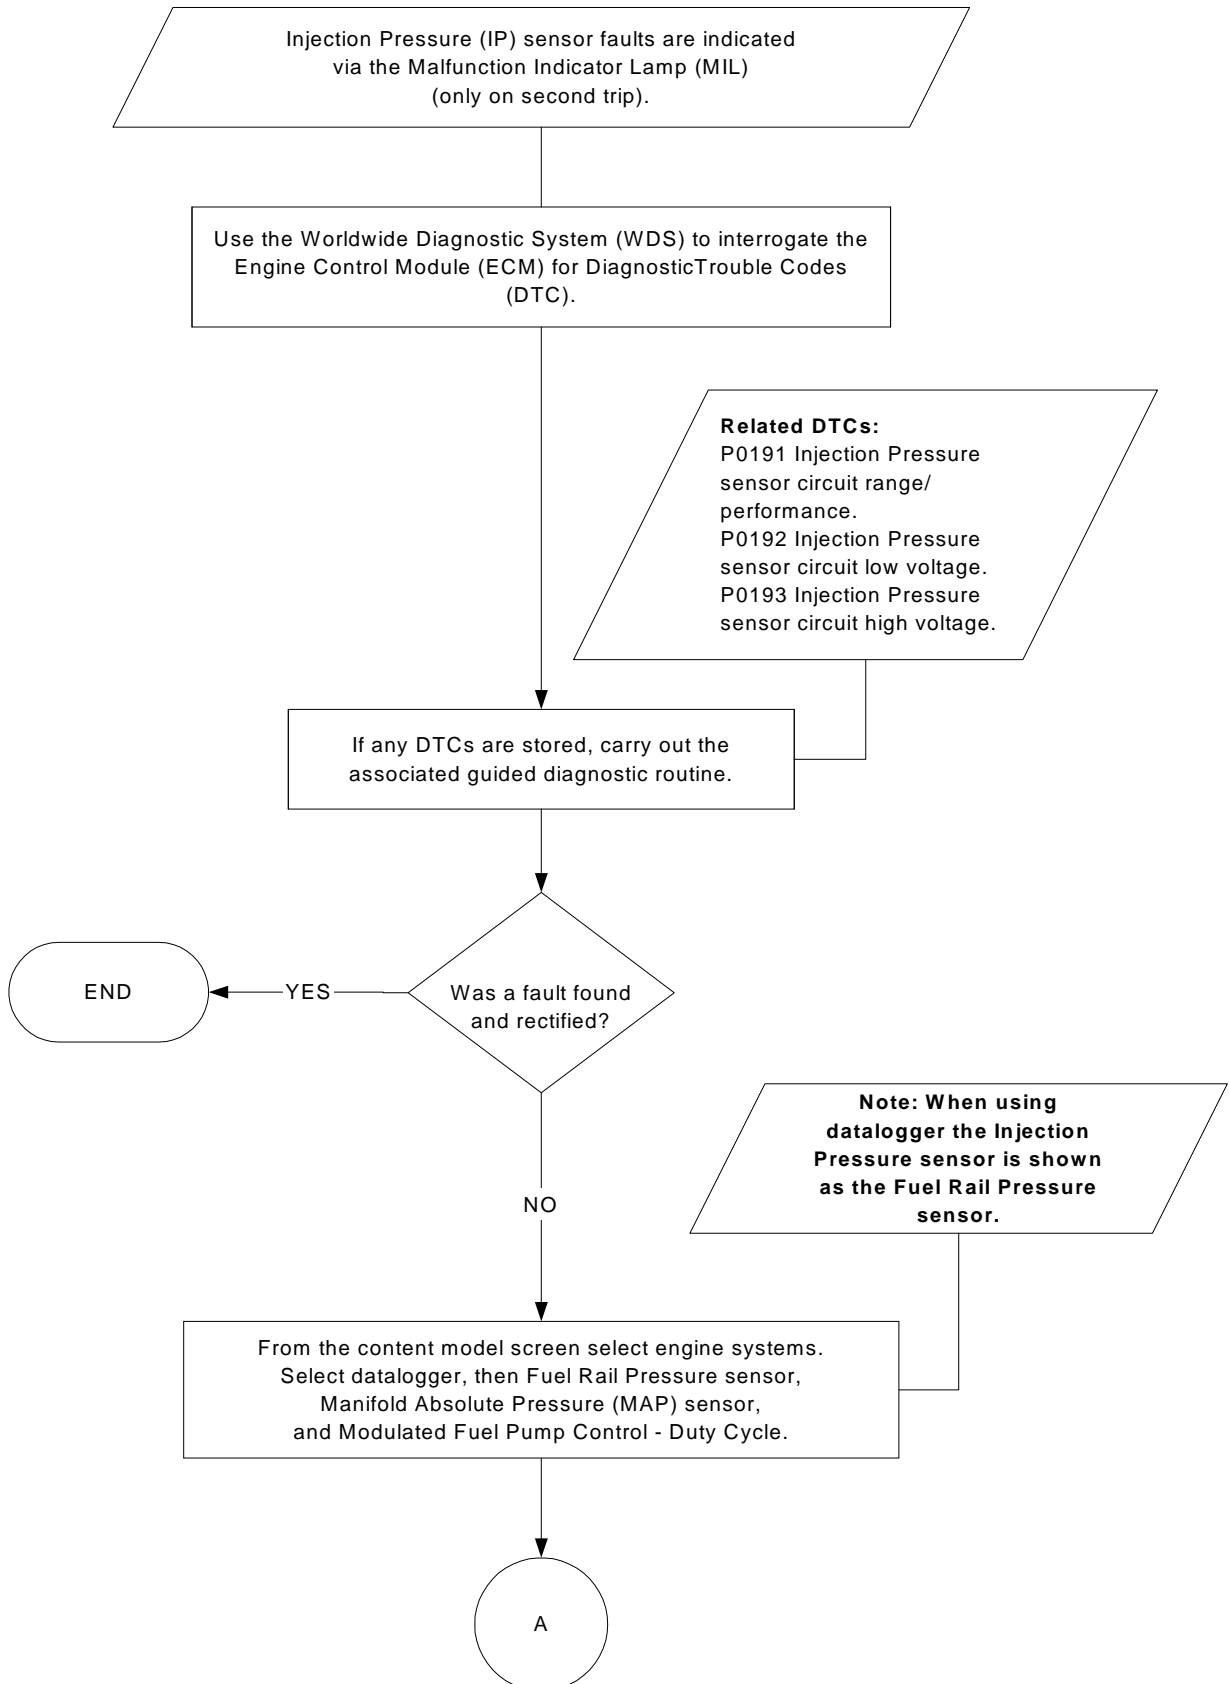 Injection Pressure (IP) sensor faults are indicated
via the Malfunction Indicator Lamp (MIL)
(only on second trip).
Use the Worldwide Diagnostic System (WDS) to interrogate the
Engine Control Module (ECM) for DiagnosticTrouble Codes
(DTC).
Related DTCs:
P0191 Injection Pressure
sensor circuit range/
performance.
P0192 Injection Pressure
sensor circuit low voltage.
P0193 Injection Pressure
sensor circuit high voltage.
If any DTCs are stored, carry out the
associated guided diagnostic routine.
END
YES
Was a fault found
and rectified?
NO
Note: When using
datalogger the Injection
Pressure sensor is shown
as the Fuel Rail Pressure
sensor.
From the content model screen select engine systems.
Select datalogger, then Fuel Rail Pressure sensor,
Manifold Absolute Pressure (MAP) sensor,
and Modulated Fuel Pump Control - Duty Cycle.
A